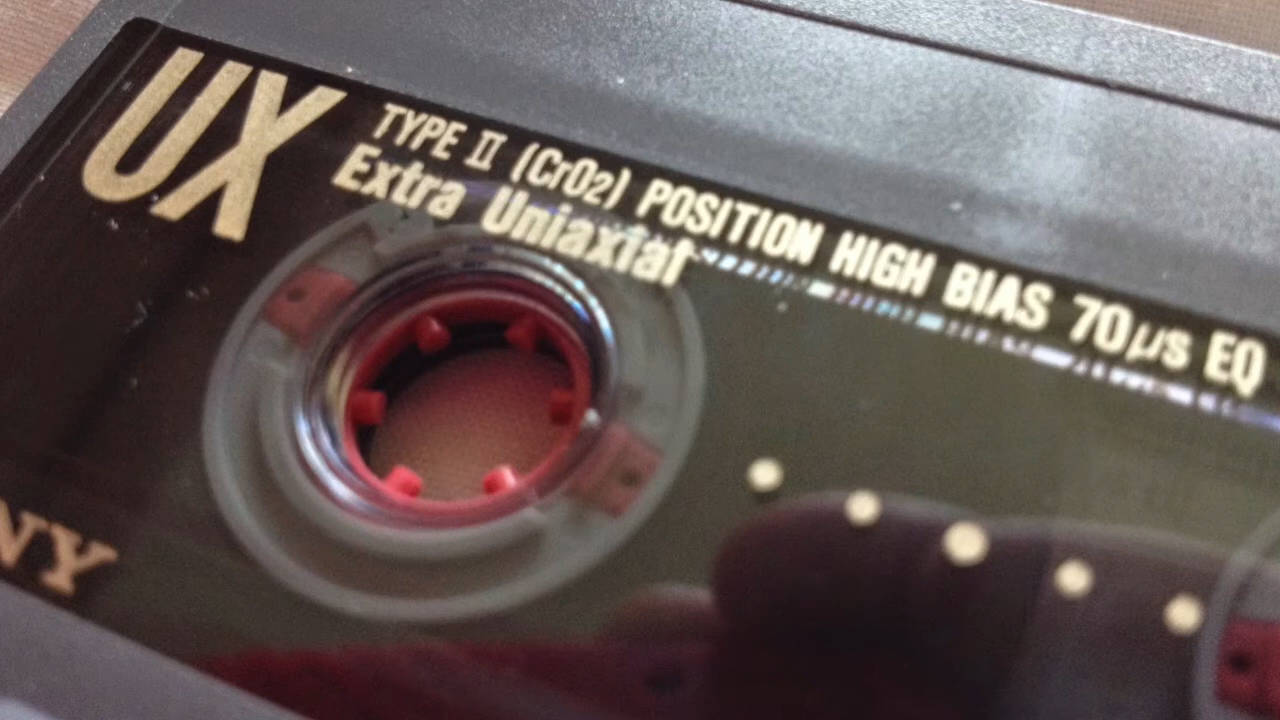 UX
TYPE II (CrO2) POSITION HIGH BIAS 70μs EQ
Extra Uniaxial
NY